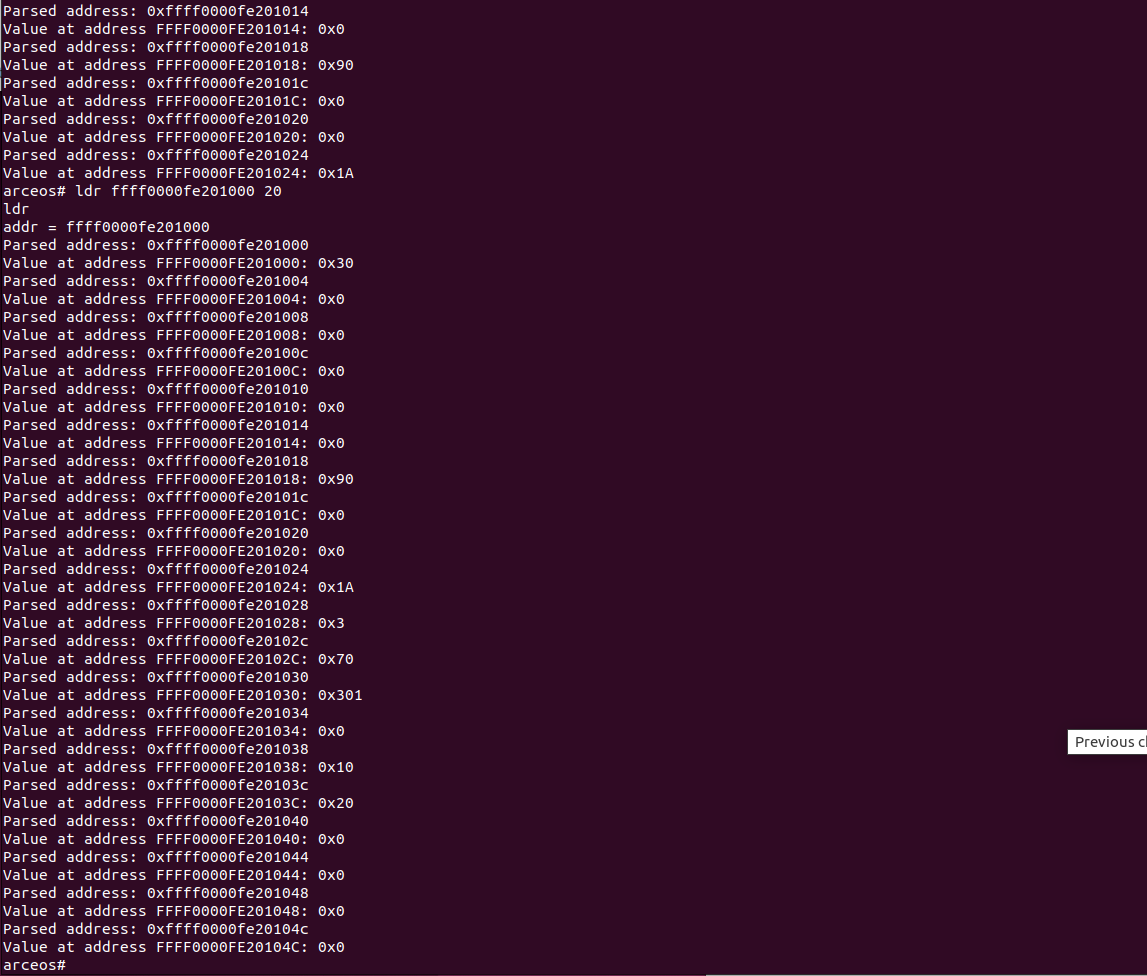 Parsed address: 0xffff0000fe201014
Value at address FFFF0000FE201014: 0x0
Parsed address: 0xffff0000fe201018
Value at address FFFF0000FE201018: 0x90
Parsed address: 0xffff0000fe20101c
Value at address FFFF0000FE20101C: 0x0
Parsed address: 0xffff0000fe201020
Value at address FFFF0000FE201020: 0x0
Parsed address: 0xffff0000fe201024
Value at address FFFF0000FE201024: 0x1A
arceos# ldr ffff0000fe201000 20
ldr
addr = ffff0000fe201000
Parsed address: 0xffff0000fe201000
Value at address FFFF0000FE201000: 0x30
Parsed address: 0xffff0000fe201004
Value at address FFFF0000FE201004: 0x0
Parsed address: 0xffff0000fe201008
Value at address FFFF0000FE201008: 0x0
Parsed address: 0xffff0000fe20100c
Value at address FFFF0000FE20100C: 0x0
Parsed address: 0xffff0000fe201010
Value at address FFFF0000FE201010: 0x0
Parsed address: 0xffff0000fe201014
Value at address FFFF0000FE201014: 0x0
Parsed address: 0xffff0000fe201018
Value at address FFFF0000FE201018: 0x90
Parsed address: 0xffff0000fe20101c
Value at address FFFF0000FE20101C: 0x0
Parsed address: 0xffff0000fe201020
Value at address FFFF0000FE201020: 0x0
Parsed address: 0xffff0000fe201024
Value at address FFFF0000FE201024: 0x1A
Parsed address: 0xffff0000fe201028
Value at address FFFF0000FE201028: 0x3
Parsed address: 0xffff0000fe20102c
Value at address FFFF0000FE20102C: 0x70
Parsed address: 0xffff0000fe201030
Value at address FFFF0000FE201030: 0x301
Parsed address: 0xffff0000fe201034
Value at address FFFF0000FE201034: 0x0
Parsed address: 0xffff0000fe201038
Value at address FFFF0000FE201038: 0x10
Parsed address: 0xffff0000fe20103c
Value at address FFFF0000FE20103C: 0x20
Parsed address: 0xffff0000fe201040
Value at address FFFF0000FE201040: 0x0
Parsed address: 0xffff0000fe201044
Value at address FFFF0000FE201044: 0x0
Parsed address: 0xffff0000fe201048
Value at address FFFF0000FE201048: 0x0
Parsed address: 0xffff0000fe20104c
Value at address FFFF0000FE20104C: 0x0
arceos#
Previous